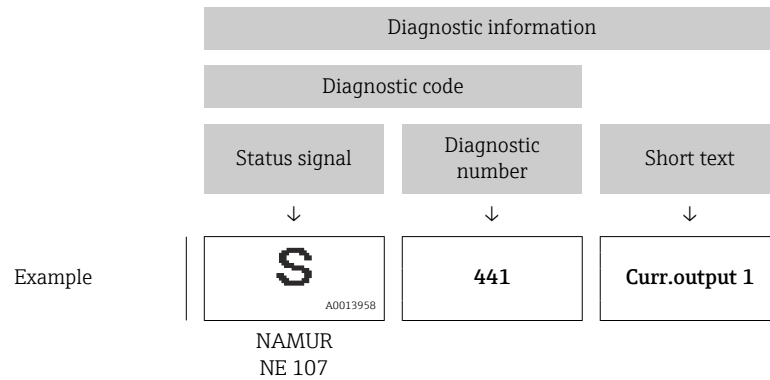 Diagnostic information
Diagnostic code
Status signal
Diagnostic
number
Short text
↓ ↓ ↓
Example
S
A0013958
441
Curr.output 1
NAMUR
NE 107